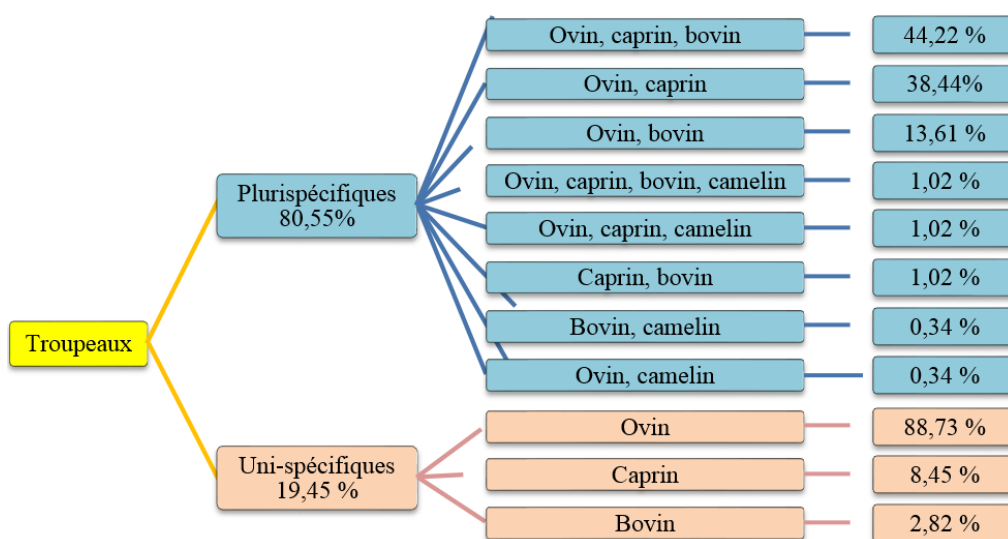 Troupeaux
Plurispécifiques
80,55%
Ovin, caprin, bovin 44,22 %
Ovin, caprin 38,44%
Ovin, bovin 13,61 %
Ovin, caprin, bovin, camelin 1,02 %
Ovin, caprin, camelin 1,02 %
Caprin, bovin 1,02 %
Bovin, camelin 0,34 %
Ovin, camelin 0,34 %
Uni-spécifiques
19,45 %
Ovin 88,73 %
Caprin 8,45 %
Bovin 2,82 %